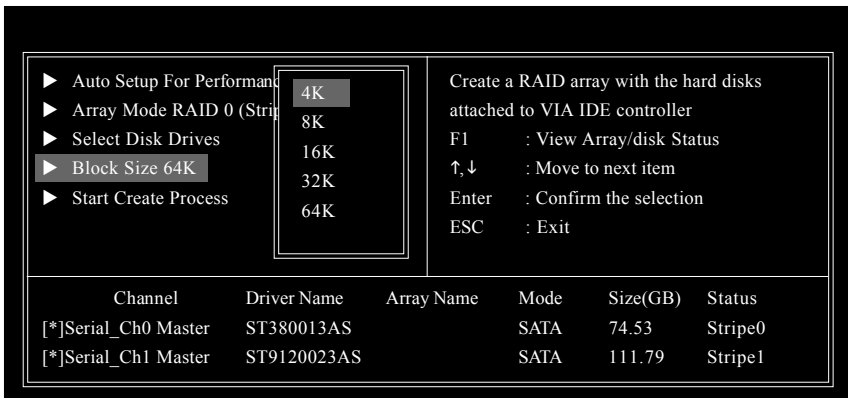 Auto Setup For Performanc
Array Mode RAID 0 (Strip
Select Disk Drives
Block Size 64K
Start Create Process
4K
8K
16K
32K
64K
Create a RAID array with the hard disks
attached to VIA IDE controller
F1 : View Array/disk Status
↑,↓ : Move to next item
Enter : Confirm the selection
ESC : Exit
Channel Driver Name Array Name Mode Size(GB) Status
[*]Serial_Ch0 Master ST380013AS SATA 74.53 Stripe0
[*]Serial_Ch1 Master ST9120023AS SATA 111.79 Stripe1